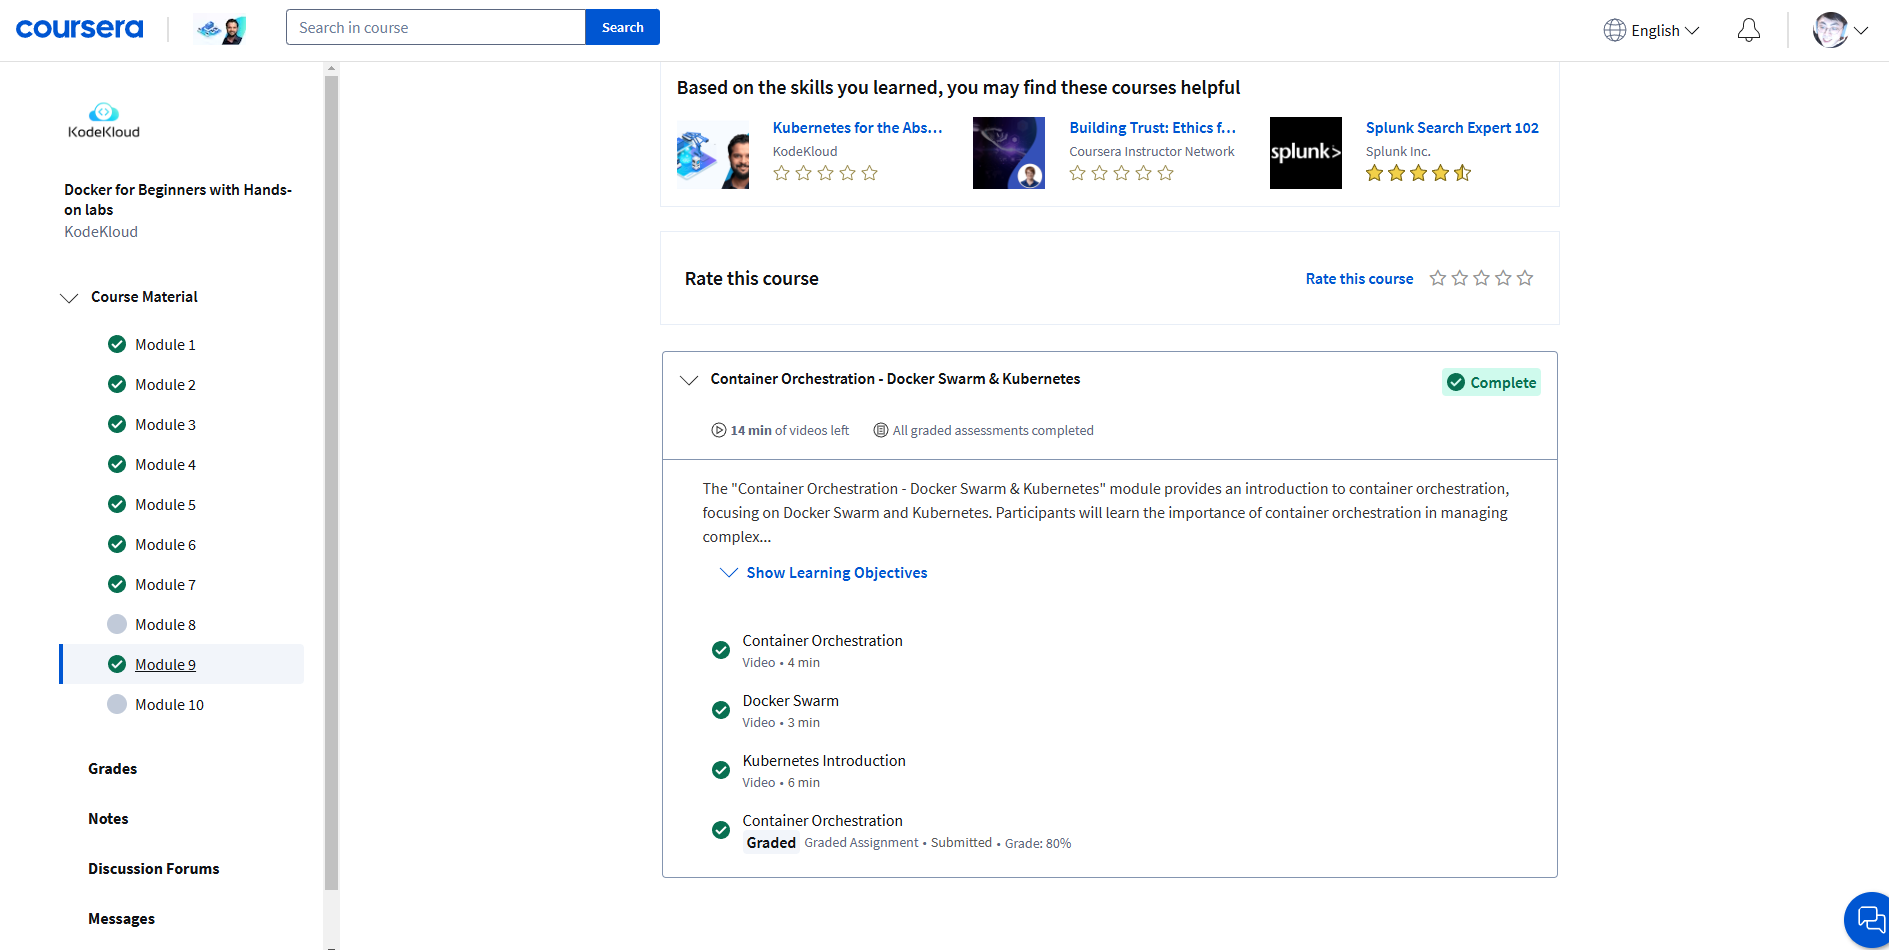 coursera
Search in course
Search
English
KodeKloud
Docker for Beginners with Hands-
on labs
KodeKloud
Course Material
Module 1
Module 2
Module 3
Module 4
Module 5
Module 6
Module 7
Module 8
Module 9
Module 10
Grades
Notes
Discussion Forums
Messages
Based on the skills you learned, you may find these courses helpful
Kubernetes for the Abs...
KodeKloud
Building Trust: Ethics f...
Coursera Instructor Network
splunk>
Splunk Search Expert 102
Splunk Inc.
Rate this course
Rate this course
Container Orchestration - Docker Swarm & Kubernetes
Complete
14 min of videos left
All graded assessments completed
The "Container Orchestration - Docker Swarm & Kubernetes" module provides an introduction to container orchestration,
focusing on Docker Swarm and Kubernetes. Participants will learn the importance of container orchestration in managing
complex...
Show Learning Objectives
Container Orchestration
Video • 4 min
Docker Swarm
Video • 3 min
Kubernetes Introduction
Video • 6 min
Container Orchestration
Graded Graded Assignment • Submitted • Grade: 80%